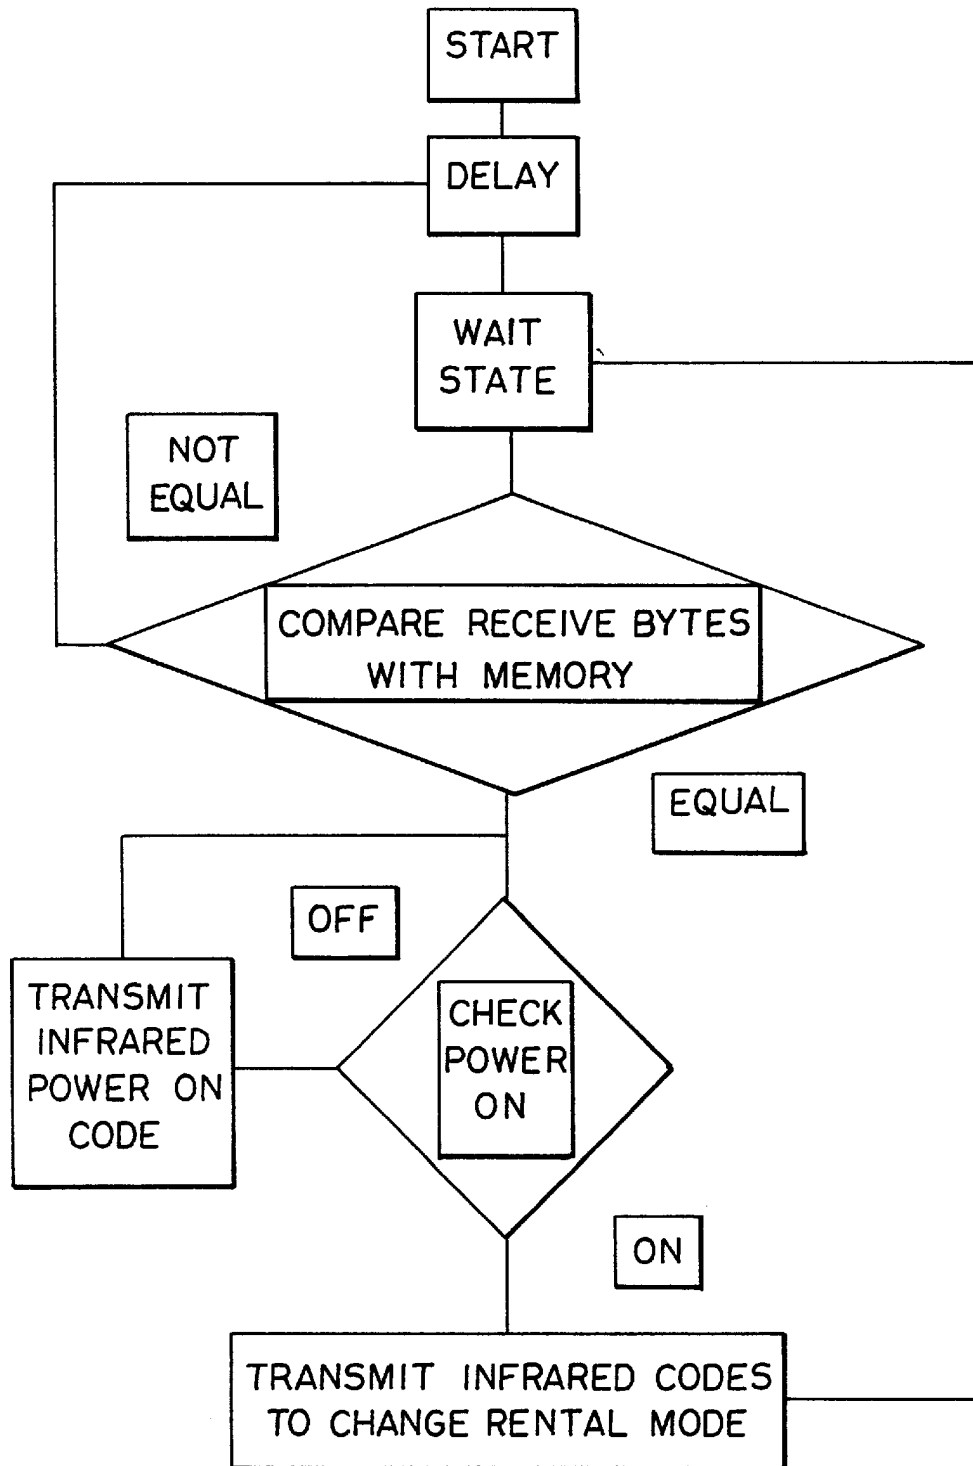 START
DELAY
WAIT
STATE
NOT
EQUAL
COMPARE RECEIVE BYTES
WITH MEMORY
EQUAL
OFF
TRANSMIT
INFRARED
POWER ON
CODE
CHECK
POWER
ON
ON
TRANSMIT INFRARED CODES
TO CHANGE RENTAL MODE